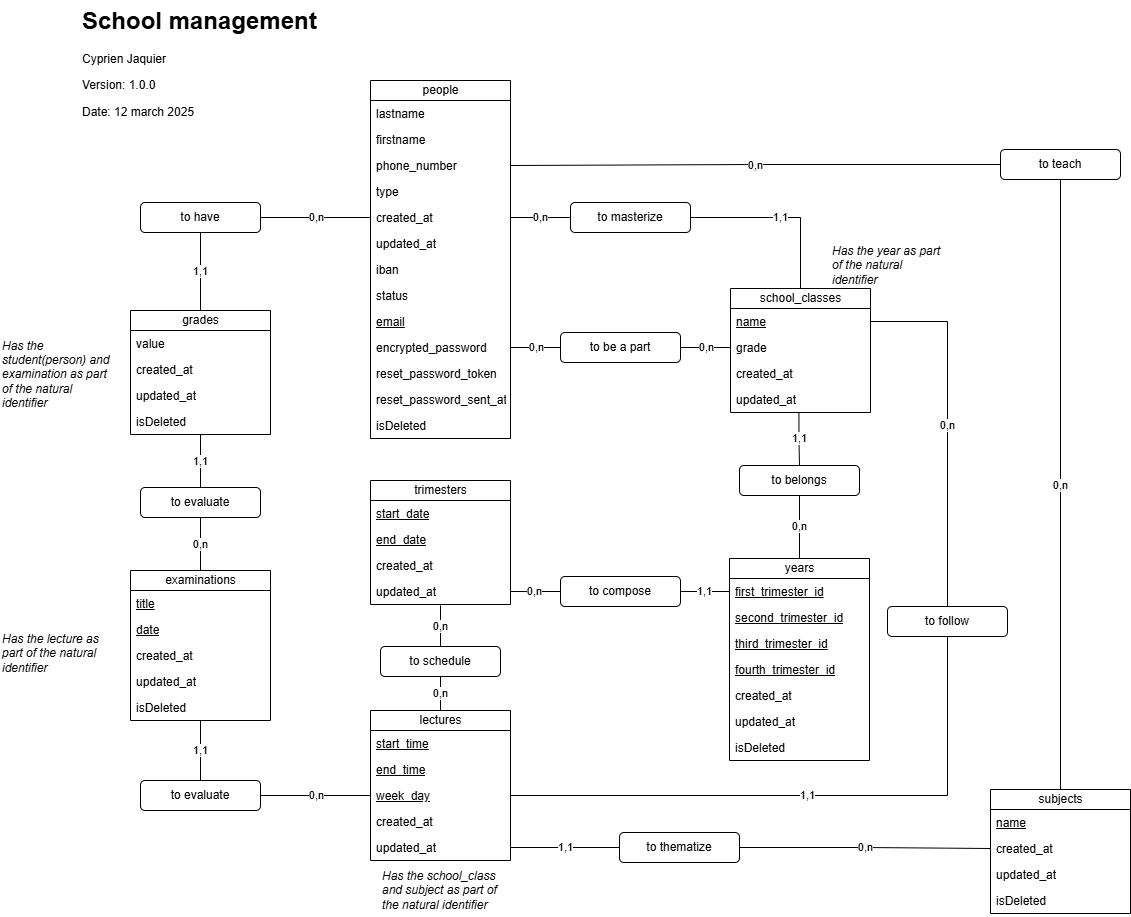 School management
Cyprien Jaquier
Version: 1.0.0
Date: 12 march 2025
people
lastname
firstname
phone_number
type
created_at
updated_at
iban
status
email
encrypted_password
reset_password_token
reset_password_sent_at
isDeleted
0,n
to teach
to have
0,n
0,n
to masterize
1,1
1,1
Has the year as part
of the natural
identifier
school_classes
name
grade
created_at
updated_at
grades
value
created_at
updated_at
isDeleted
Has the
student(person) and
examination as part
of the natural
identifier
0,n
to be a part
0,n
0,n
1,1
to belongs
0,n
1,1
to evaluate
0,n
0,n
trimesters
start_date
end_date
created_at
updated_at
0,n
to compose
1,1
years
first_trimester_id
second_trimester_id
third_trimester_id
fourth_trimester_id
created_at
updated_at
isDeleted
to follow
examinations
title
date
created_at
updated_at
isDeleted
Has the lecture as
part of the natural
identifier
0,n
to schedule
0,n
lectures
start_time
end_time
week_day
created_at
updated_at
1,1
to evaluate
0,n
1,1
1,1
to thematize
0,n
subjects
name
created_at
updated_at
isDeleted
Has the school_class
and subject as part of
the natural identifier